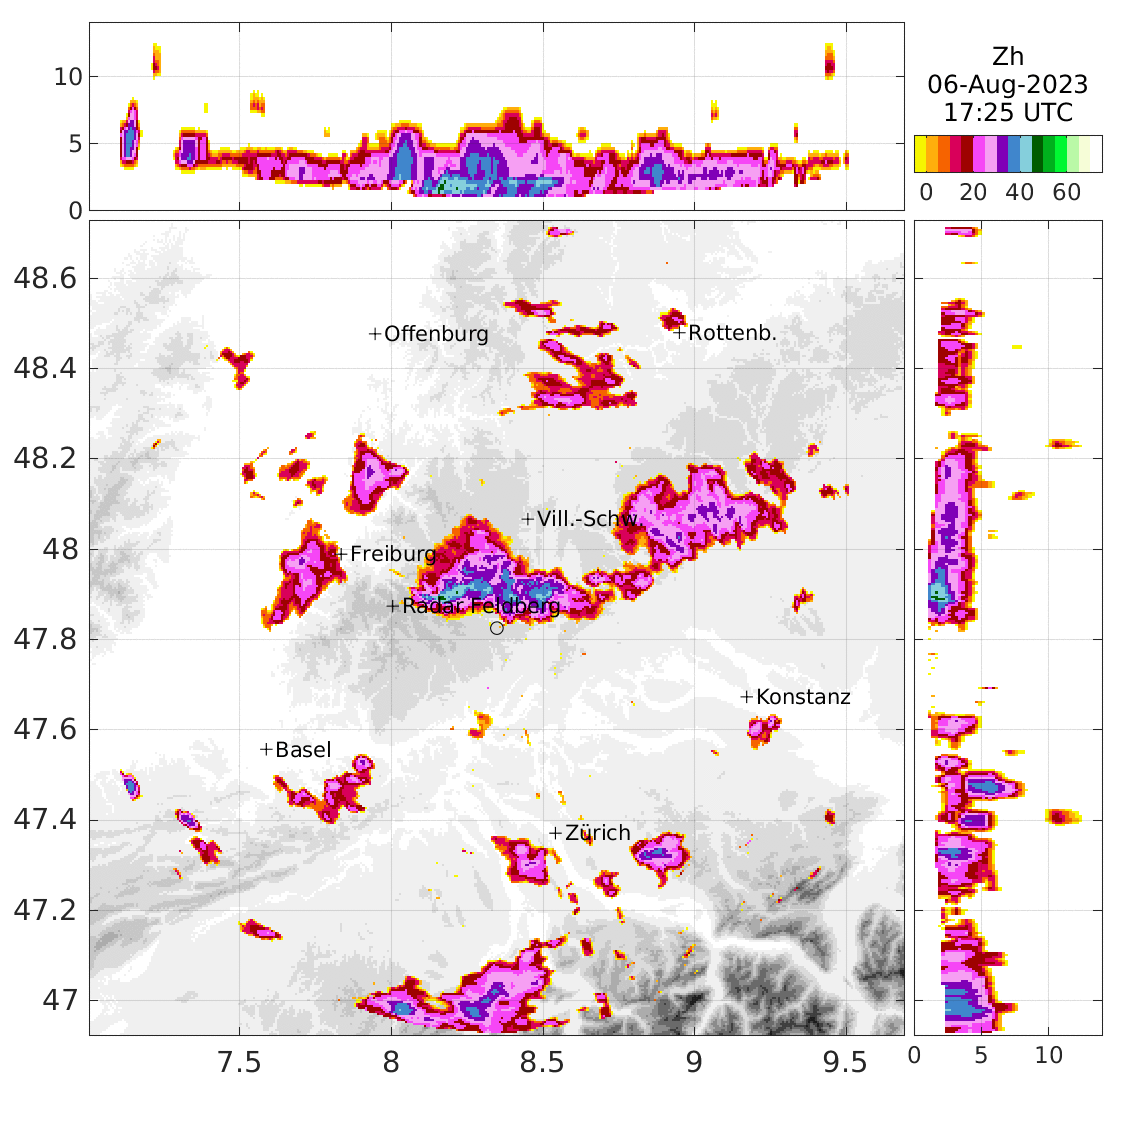 10
5
0
Zh
06-Aug-2023
17:25 UTC
0 20 40 60
48.6
48.4
48.2
48
47.8
47.6
47.4
47.2
47
Offenburg
Rottenb.
Vill.-Schw.
Freiburg
Radar Feldberg
Konstanz
Basel
Zürich
7.5 8 8.5 9 9.5
0 5 10